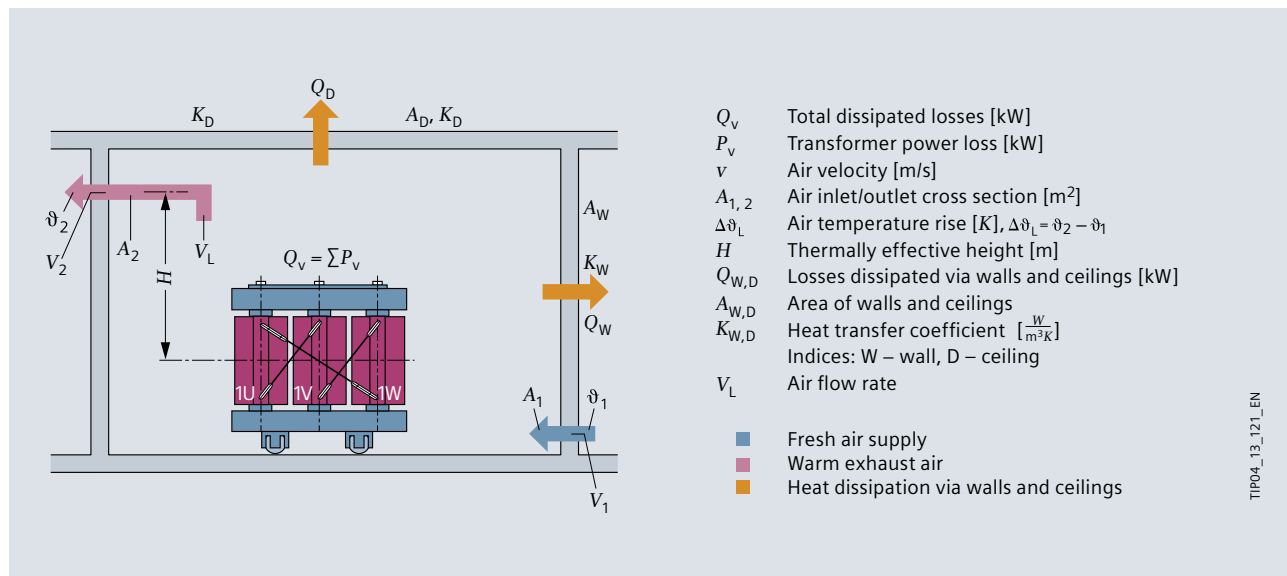 Q_D
K_D
A_D, K_D
ϑ_2
V_2
A_2
V_L
H
Q_v = ∑P_v
A_W
K_W
Q_W
1U
1V
1W
A_1
ϑ_1
V_1
Q_v Total dissipated losses [kW]
P_v Transformer power loss [kW]
v Air velocity [m/s]
A_1, 2 Air inlet/outlet cross section [m²]
Δϑ_L Air temperature rise [K], Δϑ_L = ϑ_2 − ϑ_1
H Thermally effective height [m]
Q_W,D Losses dissipated via walls and ceilings [kW]
A_W,D Area of walls and ceilings
K_W,D Heat transfer coefficient [W/m³K]
Indices: W – wall, D – ceiling
V_L Air flow rate
Fresh air supply
Warm exhaust air
Heat dissipation via walls and ceilings
TIP04_13_121_EN